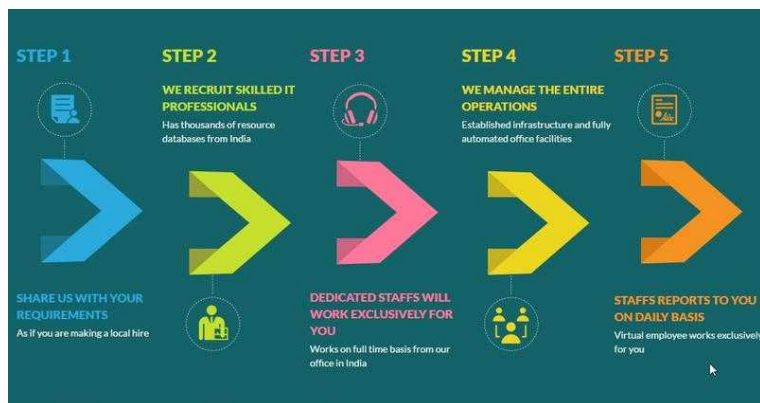 STEP 1
SHARE US WITH YOUR
REQUIREMENTS
As if you are making a local hire
STEP 2
WE RECRUIT SKILLED IT
PROFESSIONALS
Has thousands of resource
databases from India
STEP 3
DEDICATED STAFFS WILL
WORK EXCLUSIVELY FOR
YOU
Works on full time basis from our
office in India
STEP 4
WE MANAGE THE ENTIRE
OPERATIONS
Established infrastructure and fully
automated office facilities
STEP 5
STAFFS REPORTS TO YOU
ON DAILY BASIS
Virtual employee works exclusively
for you